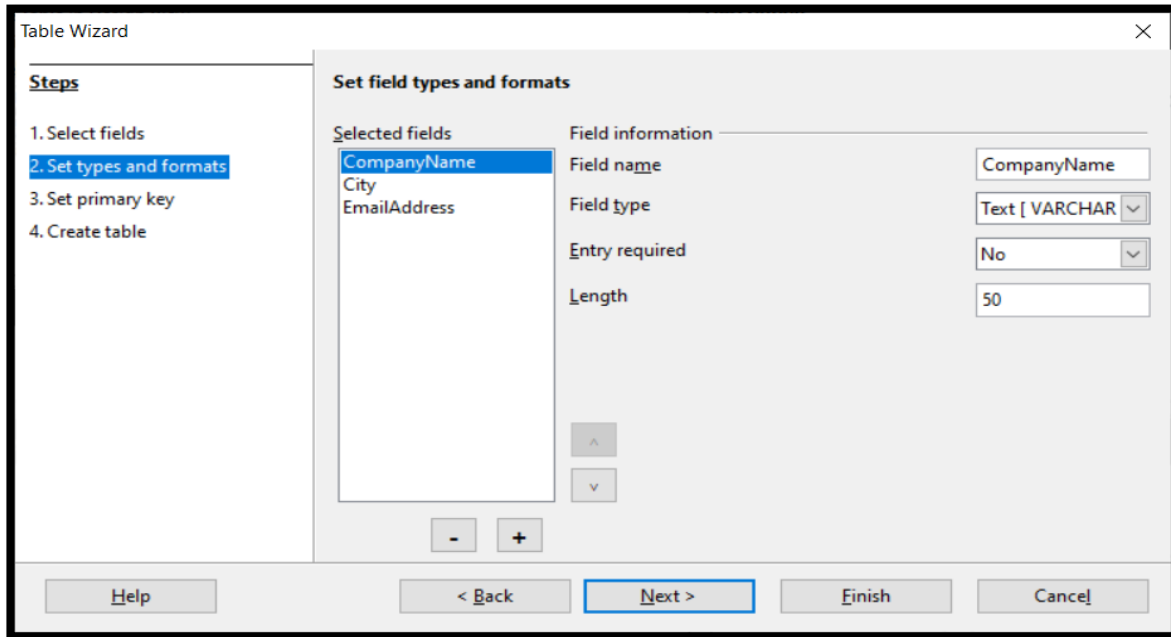 Table Wizard
Steps
1. Select fields
2. Set types and formats
3. Set primary key
4. Create table
Set field types and formats
Selected fields
CompanyName
City
EmailAddress
Field information
Field name
CompanyName
Field type
Text [ VARCHAR
Entry required
No
Length
50
- +
Help
< Back
Next >
Finish
Cancel